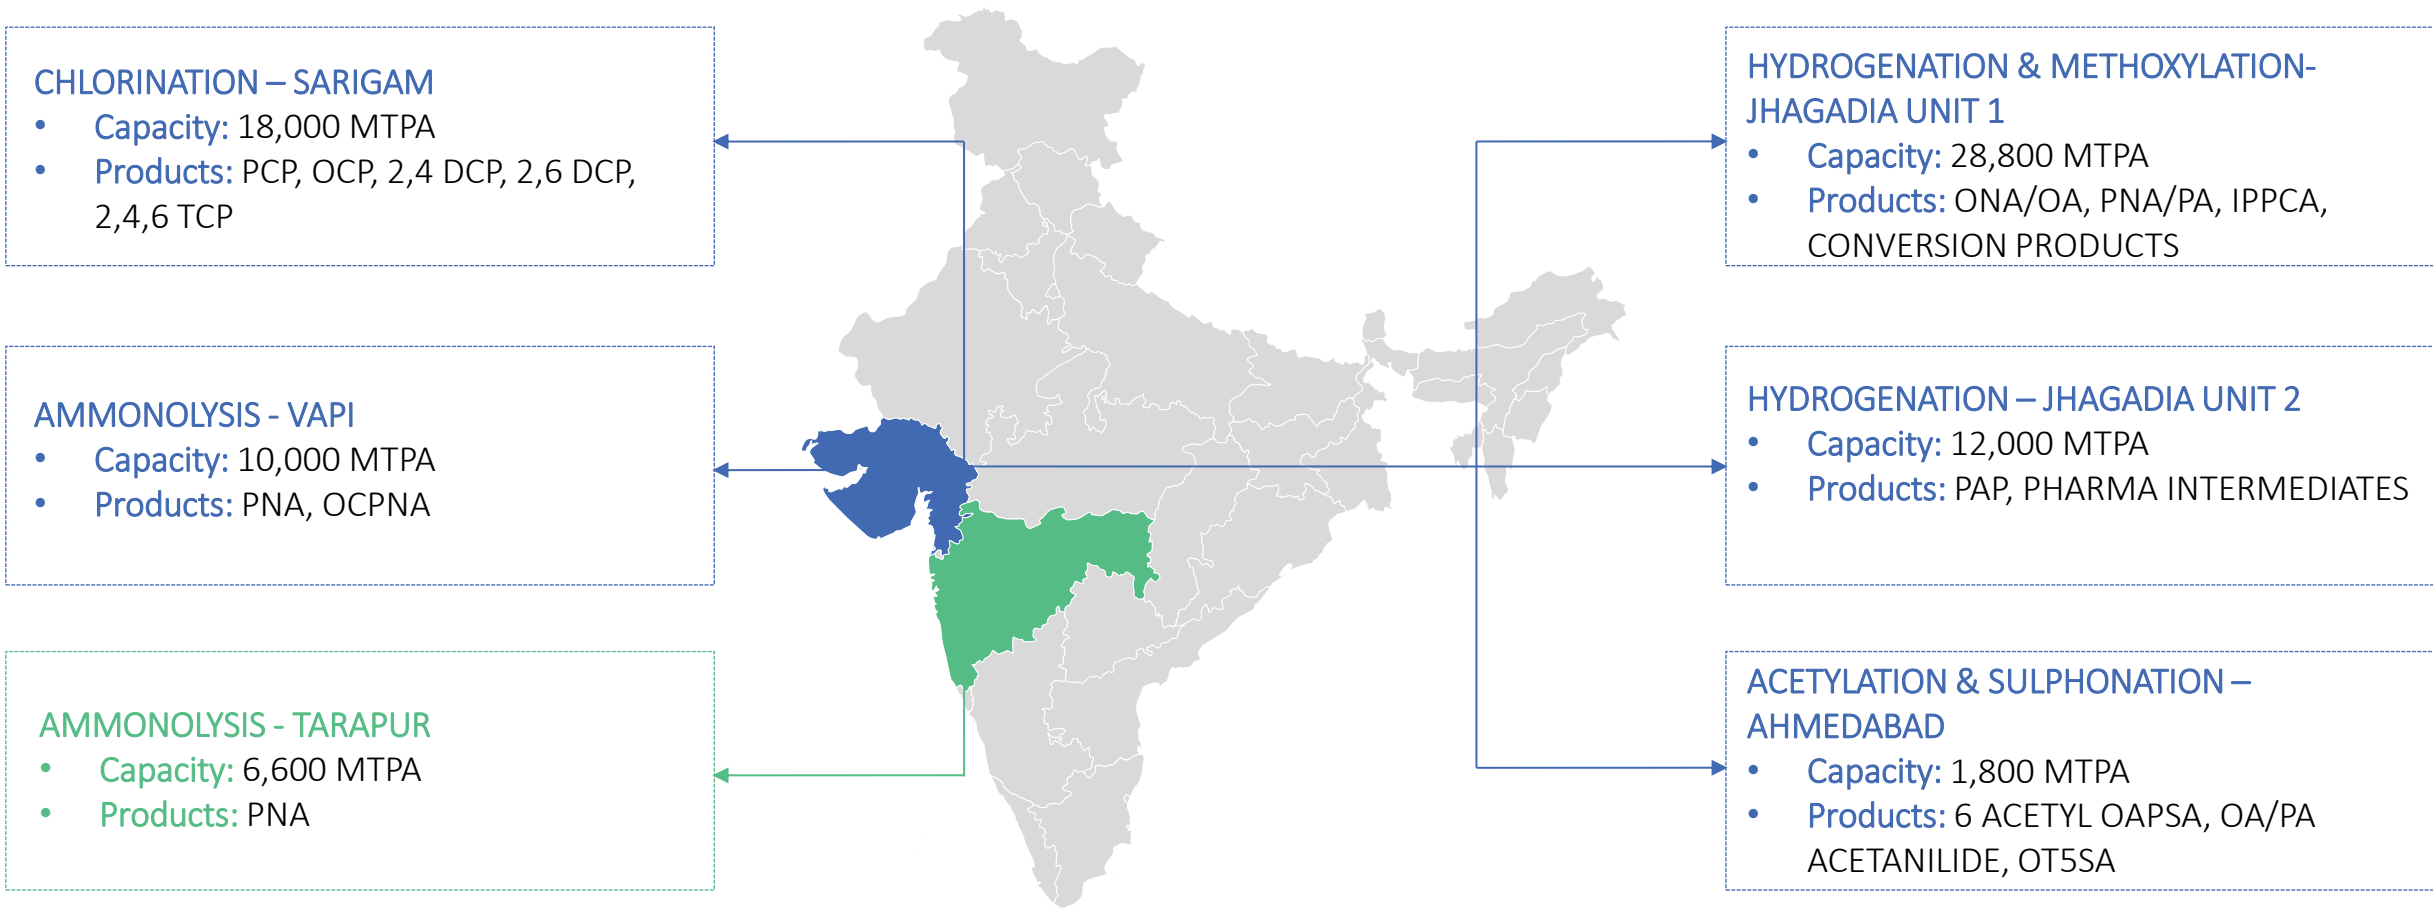 CHLORINATION – SARIGAM
• Capacity: 18,000 MTPA
• Products: PCP, OCP, 2,4 DCP, 2,6 DCP,
2,4,6 TCP
AMMONOLYSIS - VAPI
• Capacity: 10,000 MTPA
• Products: PNA, OCPNA
AMMONOLYSIS - TARAPUR
• Capacity: 6,600 MTPA
• Products: PNA
HYDROGENATION & METHOXYLATION-
JHAGADIA UNIT 1
• Capacity: 28,800 MTPA
• Products: ONA/OA, PNA/PA, IPPCA,
CONVERSION PRODUCTS
HYDROGENATION – JHAGADIA UNIT 2
• Capacity: 12,000 MTPA
• Products: PAP, PHARMA INTERMEDIATES
ACETYLATION & SULPHONATION –
AHMEDABAD
• Capacity: 1,800 MTPA
• Products: 6 ACETYL OAPSA, OA/PA
ACETANILIDE, OT5SA